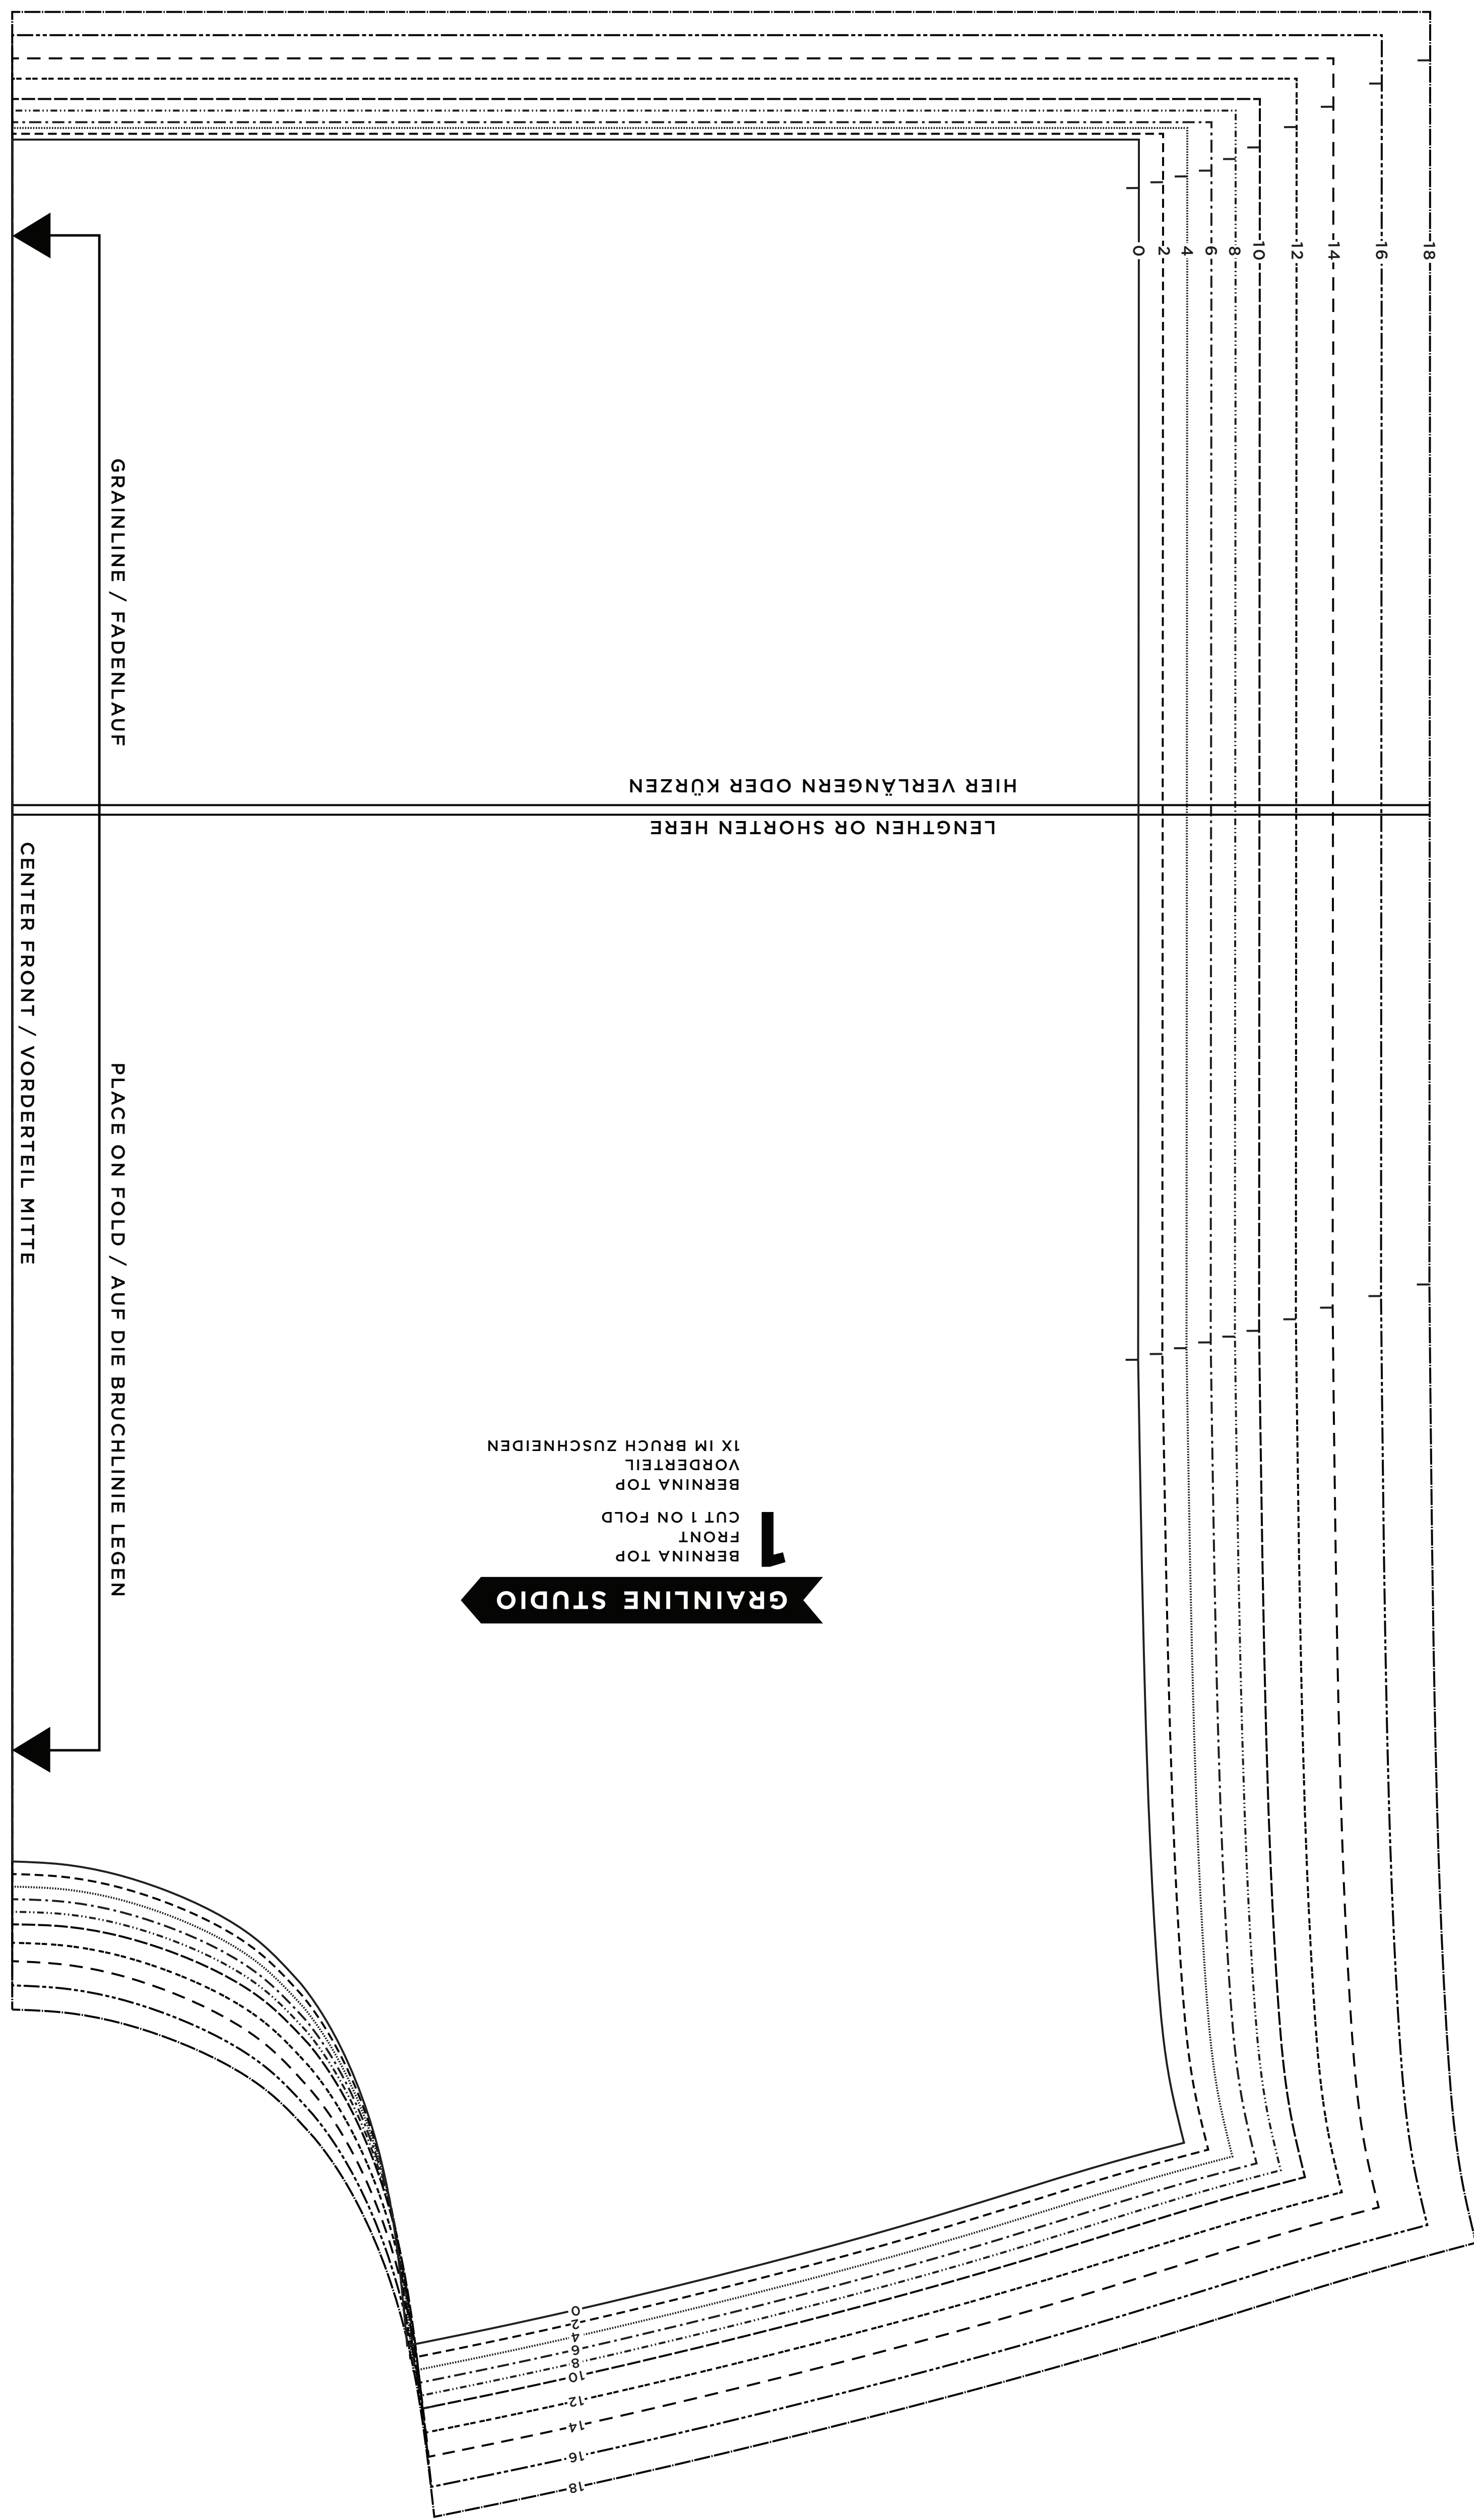 0
2
4
6
8
10
12
14
16
18
GRAINLINE / FADENLAUF
HIER VERLÄNGERN ODER KÜRZEN
LENGTHEN OR SHORTEN HERE
CENTER FRONT / VORDERTEIL MITTE
PLACE ON FOLD / AUF DIE BRUCHLINIE LEGEN
GRAINLINE STUDIO
1
BERNINA TOP
FRONT
CUT 1 ON FOLD
BERNINA TOP
VORDERTEIL
1X IM BRUCH ZUSCHNEIDEN
0
2
4
6
8
10
12
14
16
18